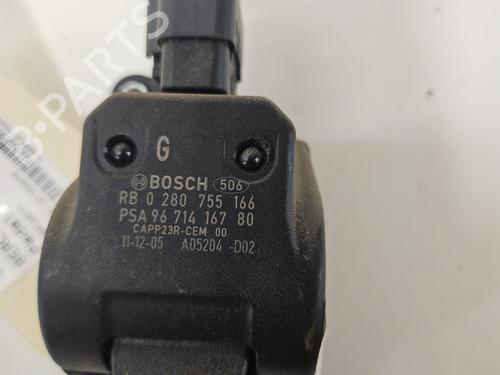 B-PARTS
G
BOSCH 506
RB 0 280 755 166
PSA 96 714 167 80
CAPP23R-CEM 00
11-12-05 A05204 -D02